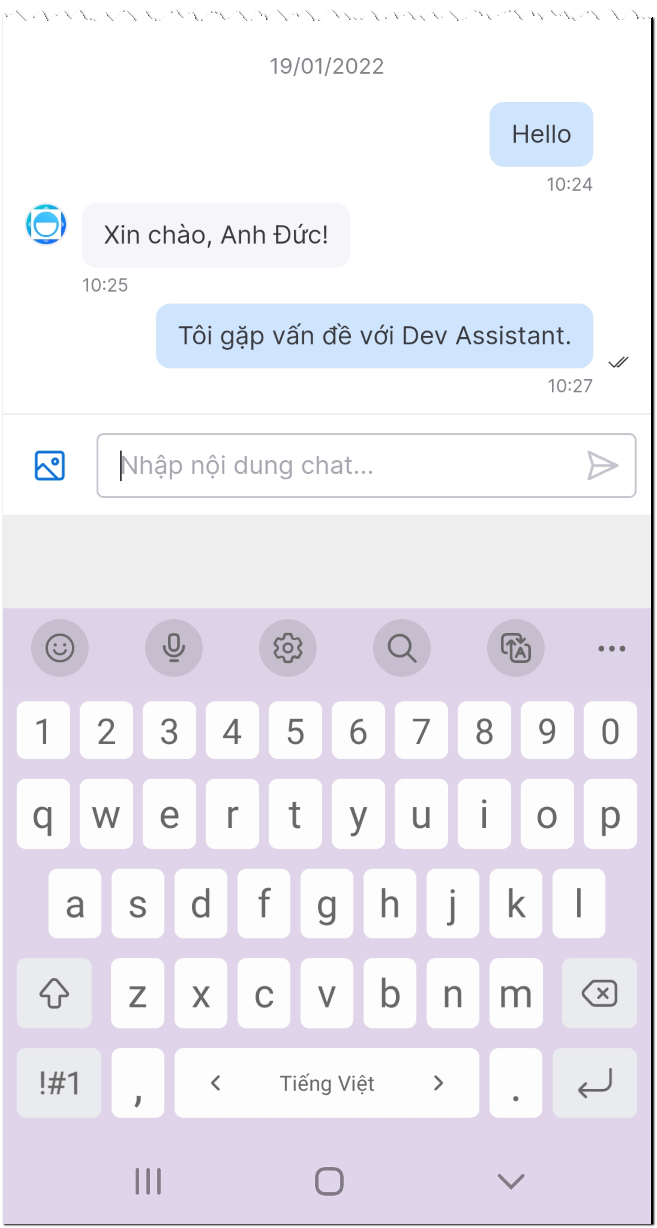 19/01/2022
Hello
10:24
Xin chào, Anh Đức!
10:25
Tôi gặp vấn đề với Dev Assistant.
10:27
Nhập nội dung chat...
1 2 3 4 5 6 7 8 9 0
q w e r t y u i o p
a s d f g h j k l
z x c v b n m
!#1 , < Tiếng Việt > .